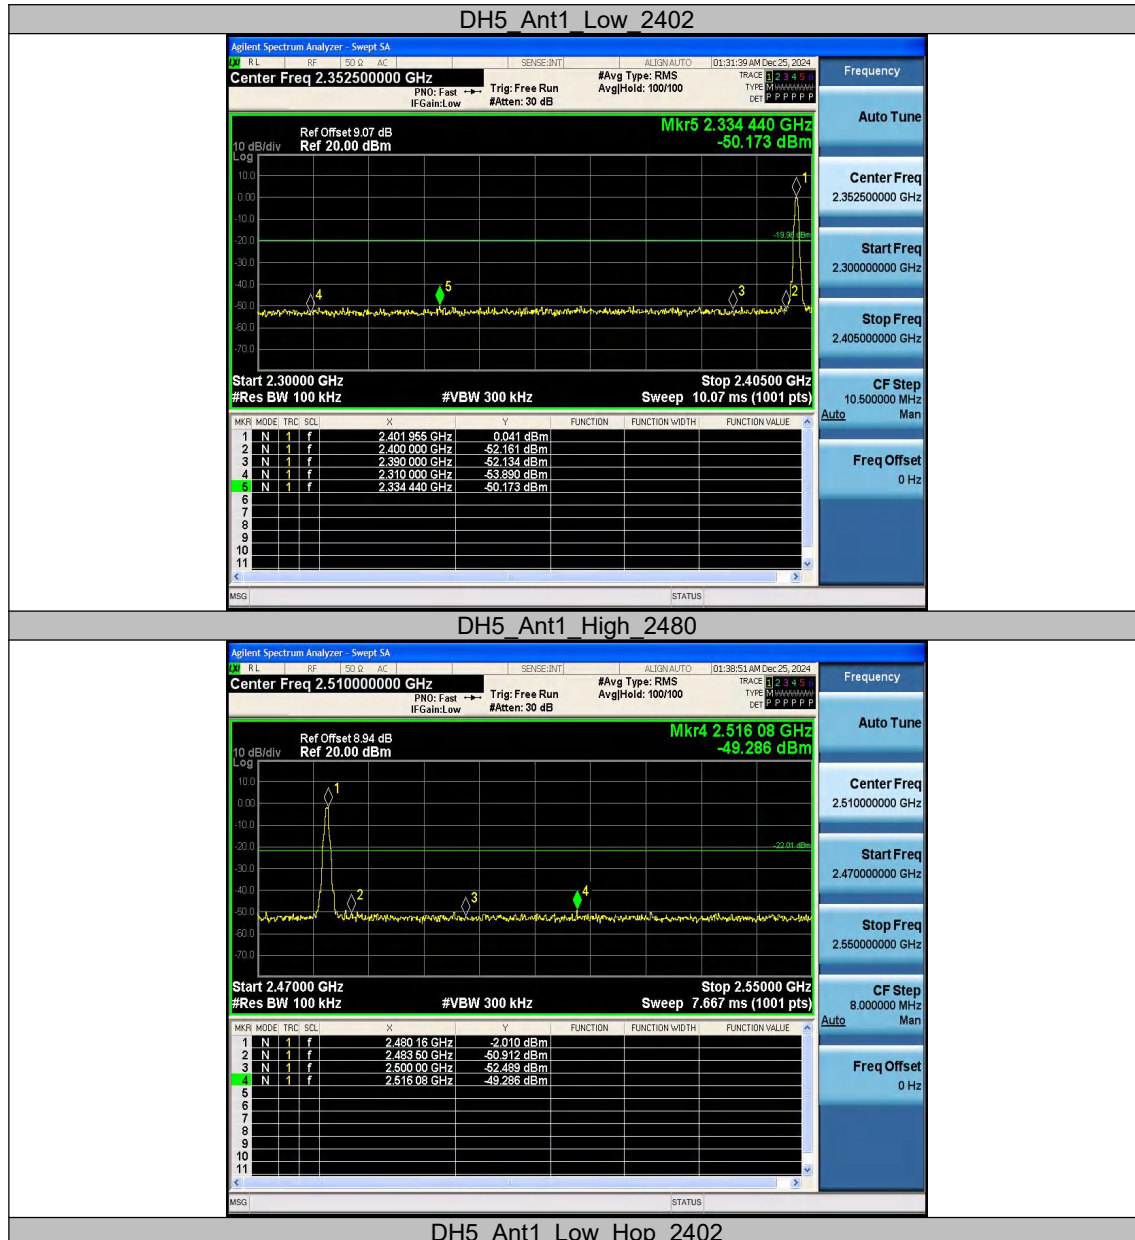 DH5_Ant1_Low_2402
Agilent Spectrum Analyzer - Swept SA
RL RF 50 Ω AC SENSE:INT ALIGN AUTO 01:31:39 AM Dec 25, 2024
Center Freq 2.352500000 GHz
PNO: Fast
IFGain:Low
Trig: Free Run
#Atten: 30 dB
#Avg Type: RMS
Avg|Hold: 100/100
TRACE 1 2 3 4 5 6
TYPE M
DET P P P P P P
Frequency
Auto Tune
Center Freq
2.352500000 GHz
Start Freq
2.300000000 GHz
Stop Freq
2.405000000 GHz
CF Step
10.500000 MHz
Auto Man
Freq Offset
0 Hz
Mkr5 2.334 440 GHz
-50.173 dBm
Ref Offset 9.07 dB
10 dB/div Ref 20.00 dBm
Log
10.0
0.00
-10.0
-20.0
-30.0
-40.0
-50.0
-60.0
-70.0
1
-19.96 dBm
4
5
3
2
Start 2.30000 GHz Stop 2.40500 GHz
#Res BW 100 kHz #VBW 300 kHz Sweep 10.07 ms (1001 pts)
MKR MODE TRC SCL X Y FUNCTION FUNCTION WIDTH FUNCTION VALUE
1 N 1 f 2.401 955 GHz 0.041 dBm
2 N 1 f 2.400 000 GHz -52.161 dBm
3 N 1 f 2.390 000 GHz -52.134 dBm
4 N 1 f 2.310 000 GHz -53.890 dBm
5 N 1 f 2.334 440 GHz -50.173 dBm
6
7
8
9
10
11
MSG STATUS
DH5_Ant1_High_2480
Agilent Spectrum Analyzer - Swept SA
RL RF 50 Ω AC SENSE:INT ALIGN AUTO 01:38:51 AM Dec 25, 2024
Center Freq 2.510000000 GHz
PNO: Fast
IFGain:Low
Trig: Free Run
#Atten: 30 dB
#Avg Type: RMS
Avg|Hold: 100/100
TRACE 1 2 3 4 5 6
TYPE M
DET P P P P P P
Frequency
Auto Tune
Center Freq
2.510000000 GHz
Start Freq
2.470000000 GHz
Stop Freq
2.550000000 GHz
CF Step
8.000000 MHz
Auto Man
Freq Offset
0 Hz
Mkr4 2.516 08 GHz
-49.286 dBm
Ref Offset 8.94 dB
10 dB/div Ref 20.00 dBm
Log
10.0
0.00
-10.0
-20.0
-30.0
-40.0
-50.0
-60.0
-70.0
1
-22.01 dBm
2
3
4
Start 2.47000 GHz Stop 2.55000 GHz
#Res BW 100 kHz #VBW 300 kHz Sweep 7.667 ms (1001 pts)
MKR MODE TRC SCL X Y FUNCTION FUNCTION WIDTH FUNCTION VALUE
1 N 1 f 2.480 16 GHz -2.010 dBm
2 N 1 f 2.483 50 GHz -50.912 dBm
3 N 1 f 2.500 00 GHz -52.489 dBm
4 N 1 f 2.516 08 GHz -49.286 dBm
5
6
7
8
9
10
11
MSG STATUS
DH5_Ant1_Low_Hop_2402